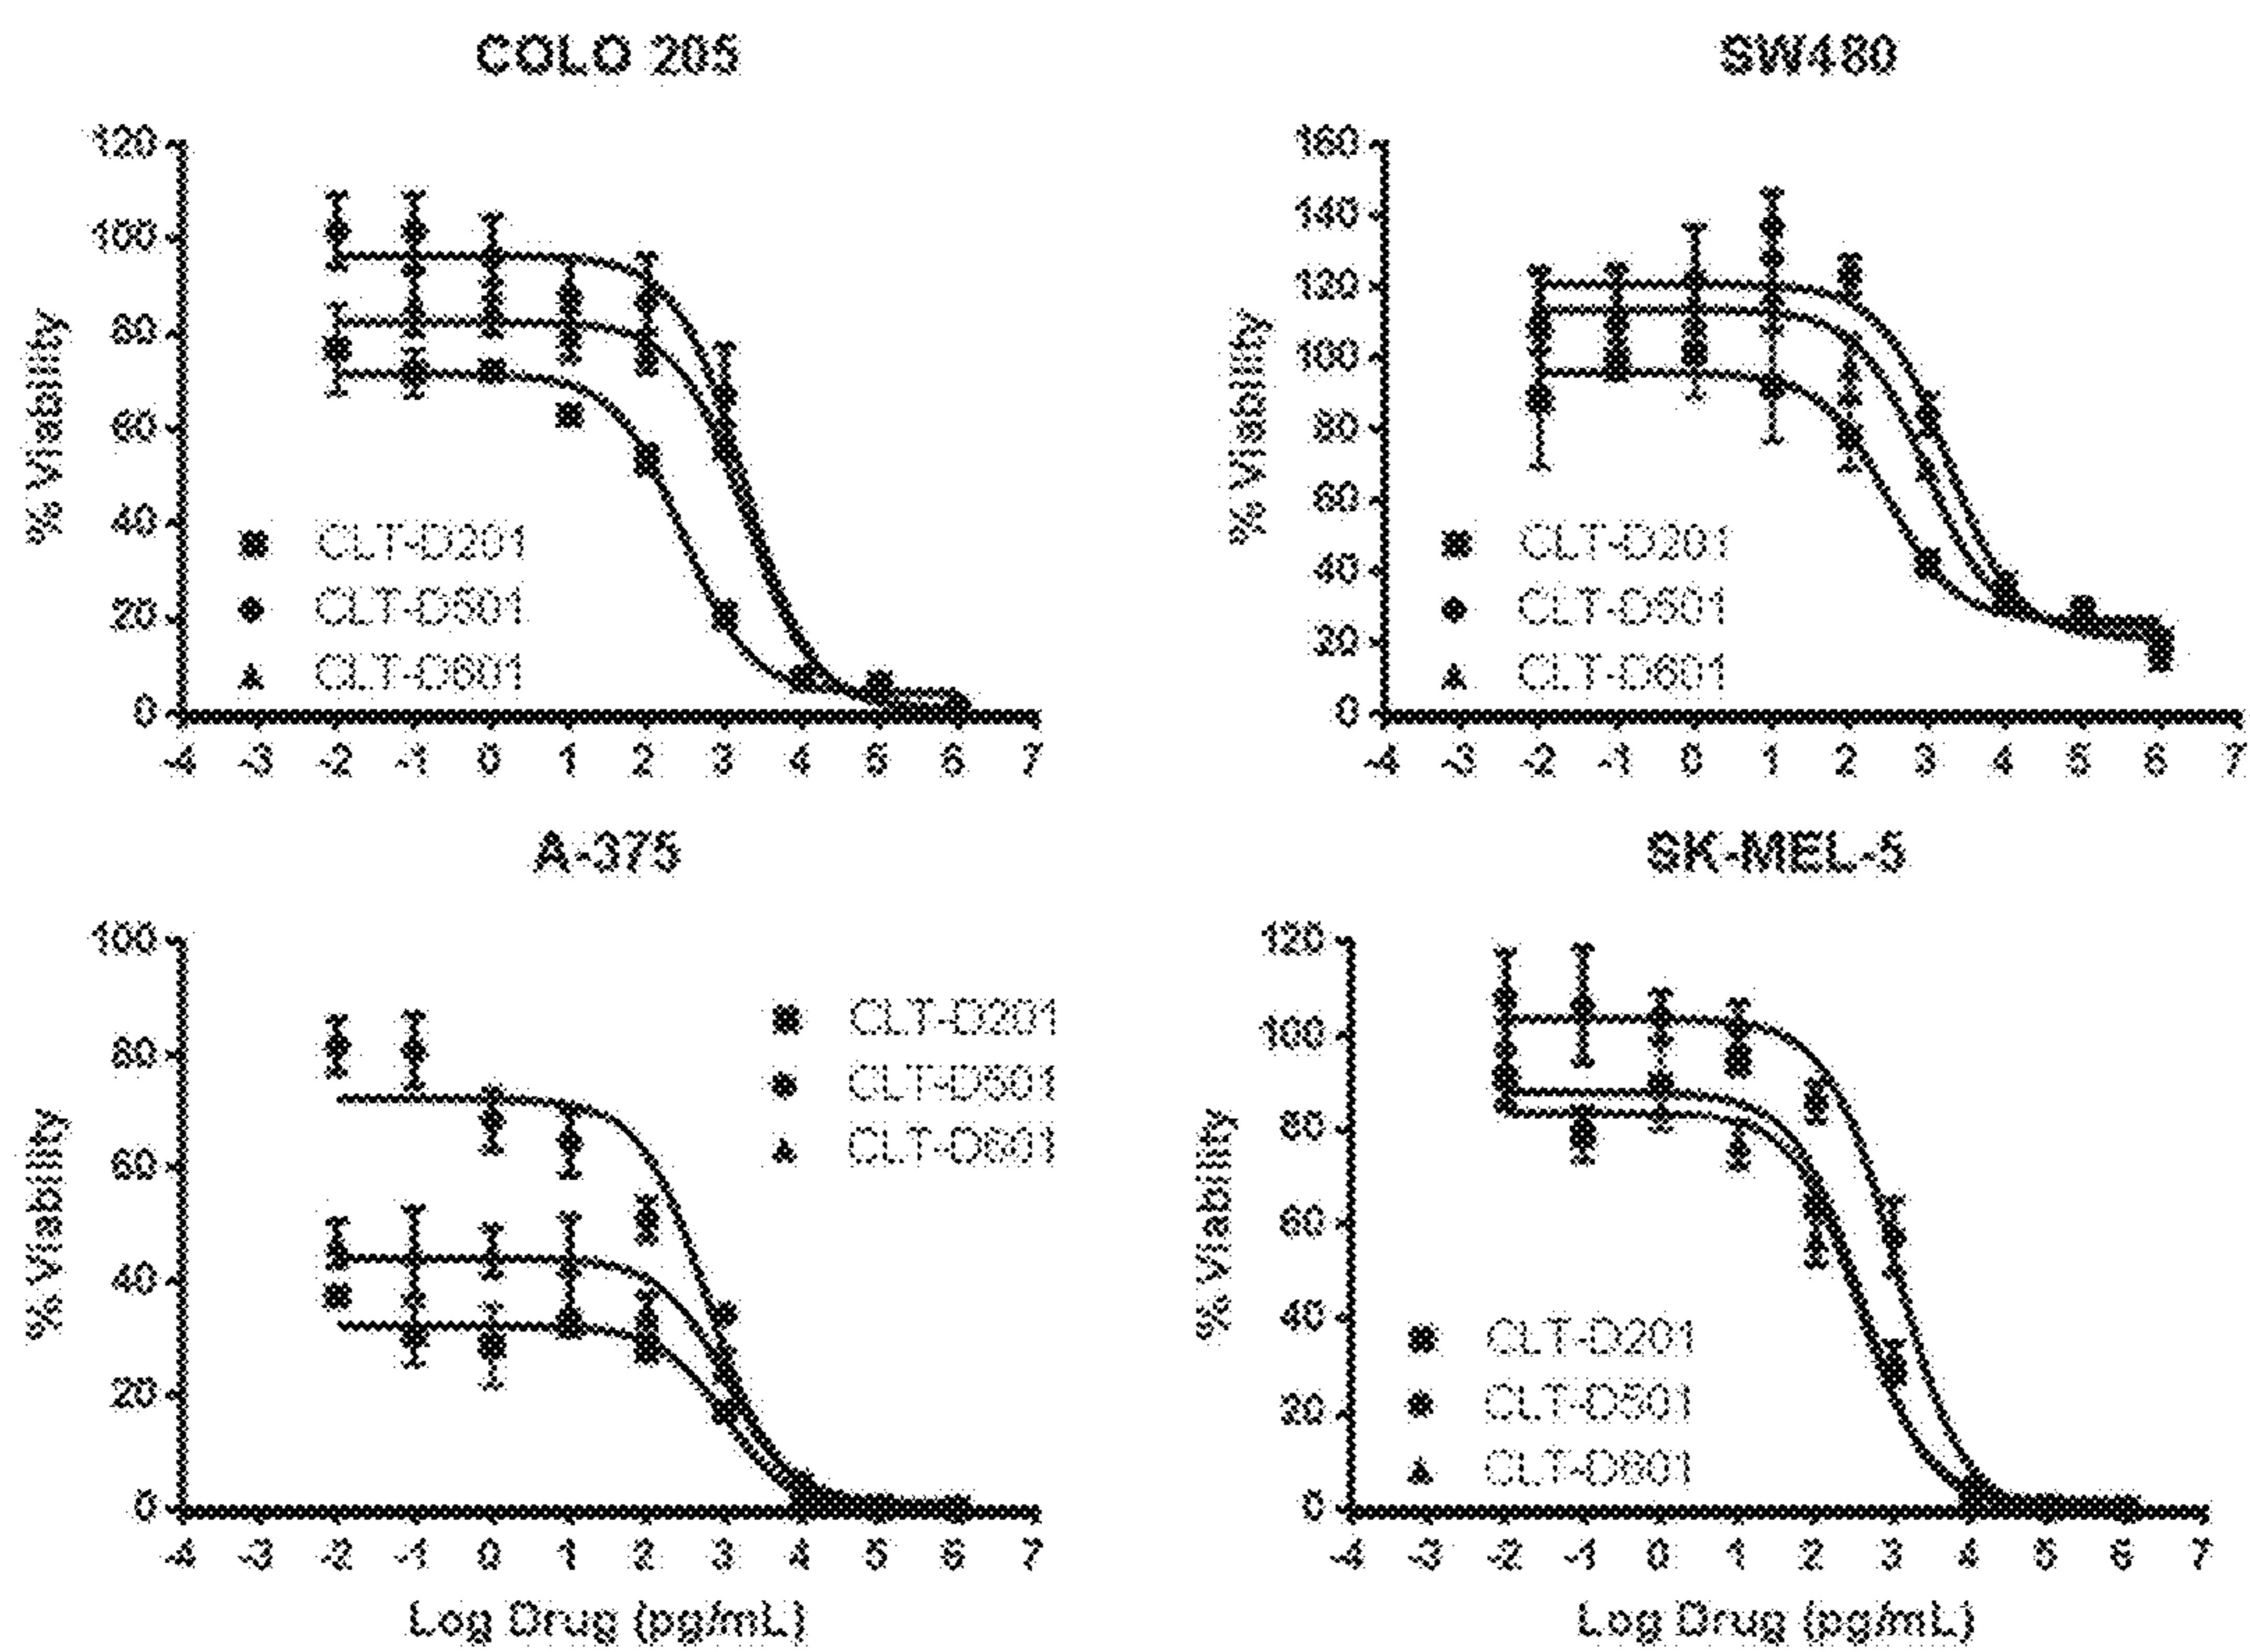 COLO 205
120
100
80
60
40
20
0
% Viability
CLT-D201
CLT-D501
CLT-D601
-4 -3 -2 -1 0 1 2 3 4 5 6 7
SW480
160
140
120
100
80
60
40
20
0
% Viability
CLT-D201
CLT-D501
CLT-D601
-4 -3 -2 -1 0 1 2 3 4 5 6 7
A-375
100
80
60
40
20
0
% Viability
CLT-D201
CLT-D501
CLT-D601
-4 -3 -2 -1 0 1 2 3 4 5 6 7
Log Drug (pg/mL)
SK-MEL-5
120
100
80
60
40
20
0
% Viability
CLT-D201
CLT-D501
CLT-D601
-4 -3 -2 -1 0 1 2 3 4 5 6 7
Log Drug (pg/mL)